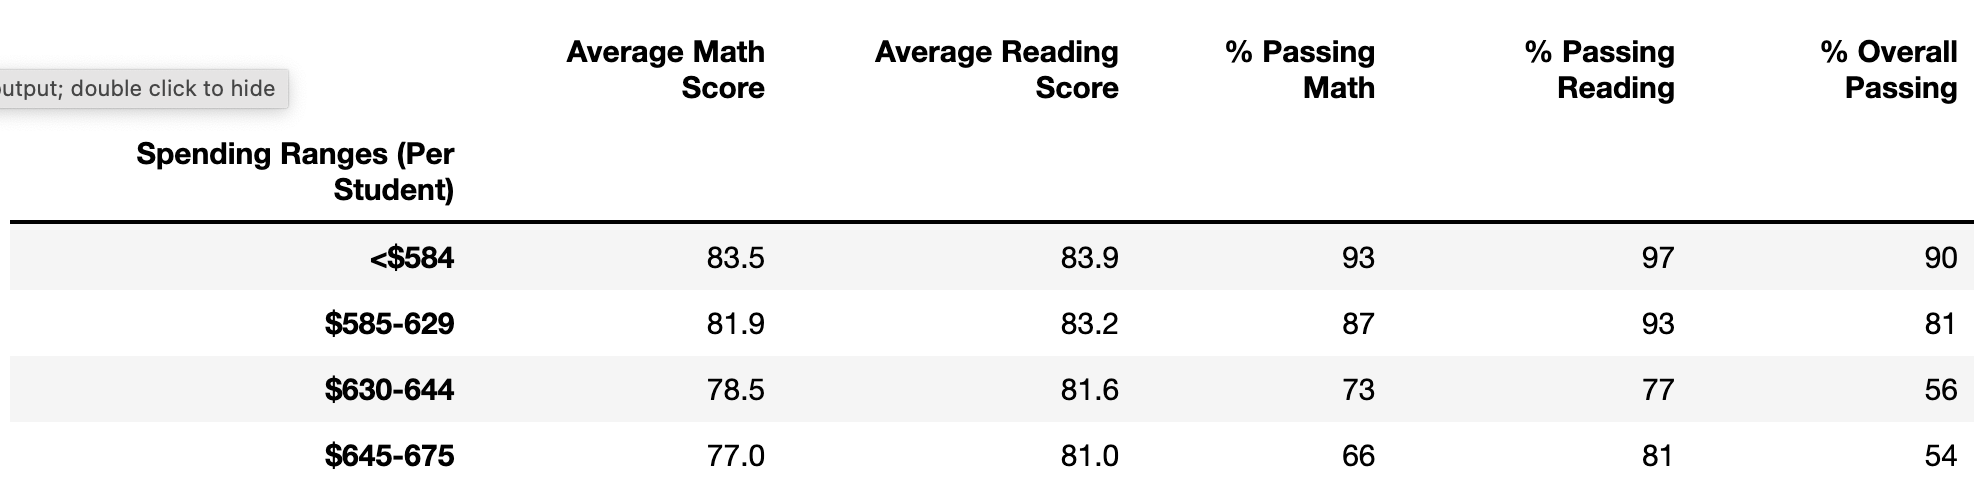 Average Math Average Reading % Passing % Passing % Overall
Score Score Math Reading Passing
output; double click to hide
Spending Ranges (Per
Student)
<$584 83.5 83.9 93 97 90
$585-629 81.9 83.2 87 93 81
$630-644 78.5 81.6 73 77 56
$645-675 77.0 81.0 66 81 54